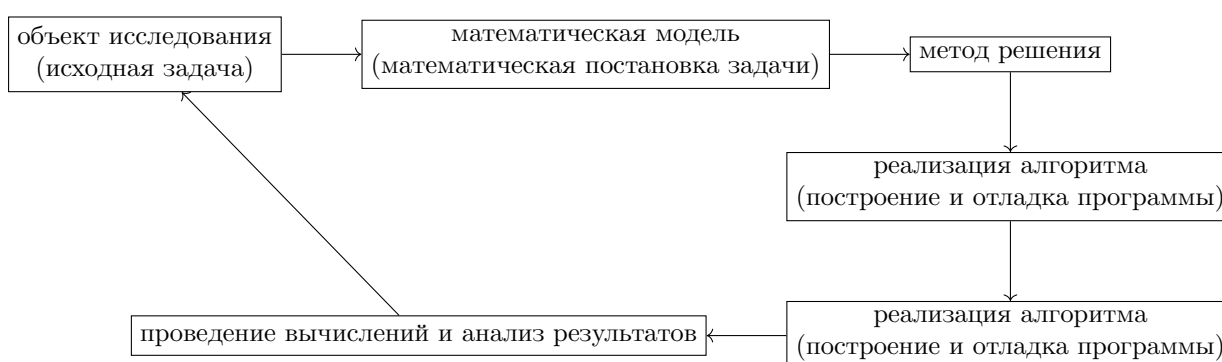 объект исследования
(исходная задача)
математическая модель
(математическая постановка задачи)
метод решения
реализация алгоритма
(построение и отладка программы)
реализация алгоритма
(построение и отладка программы)
проведение вычислений и анализ результатов